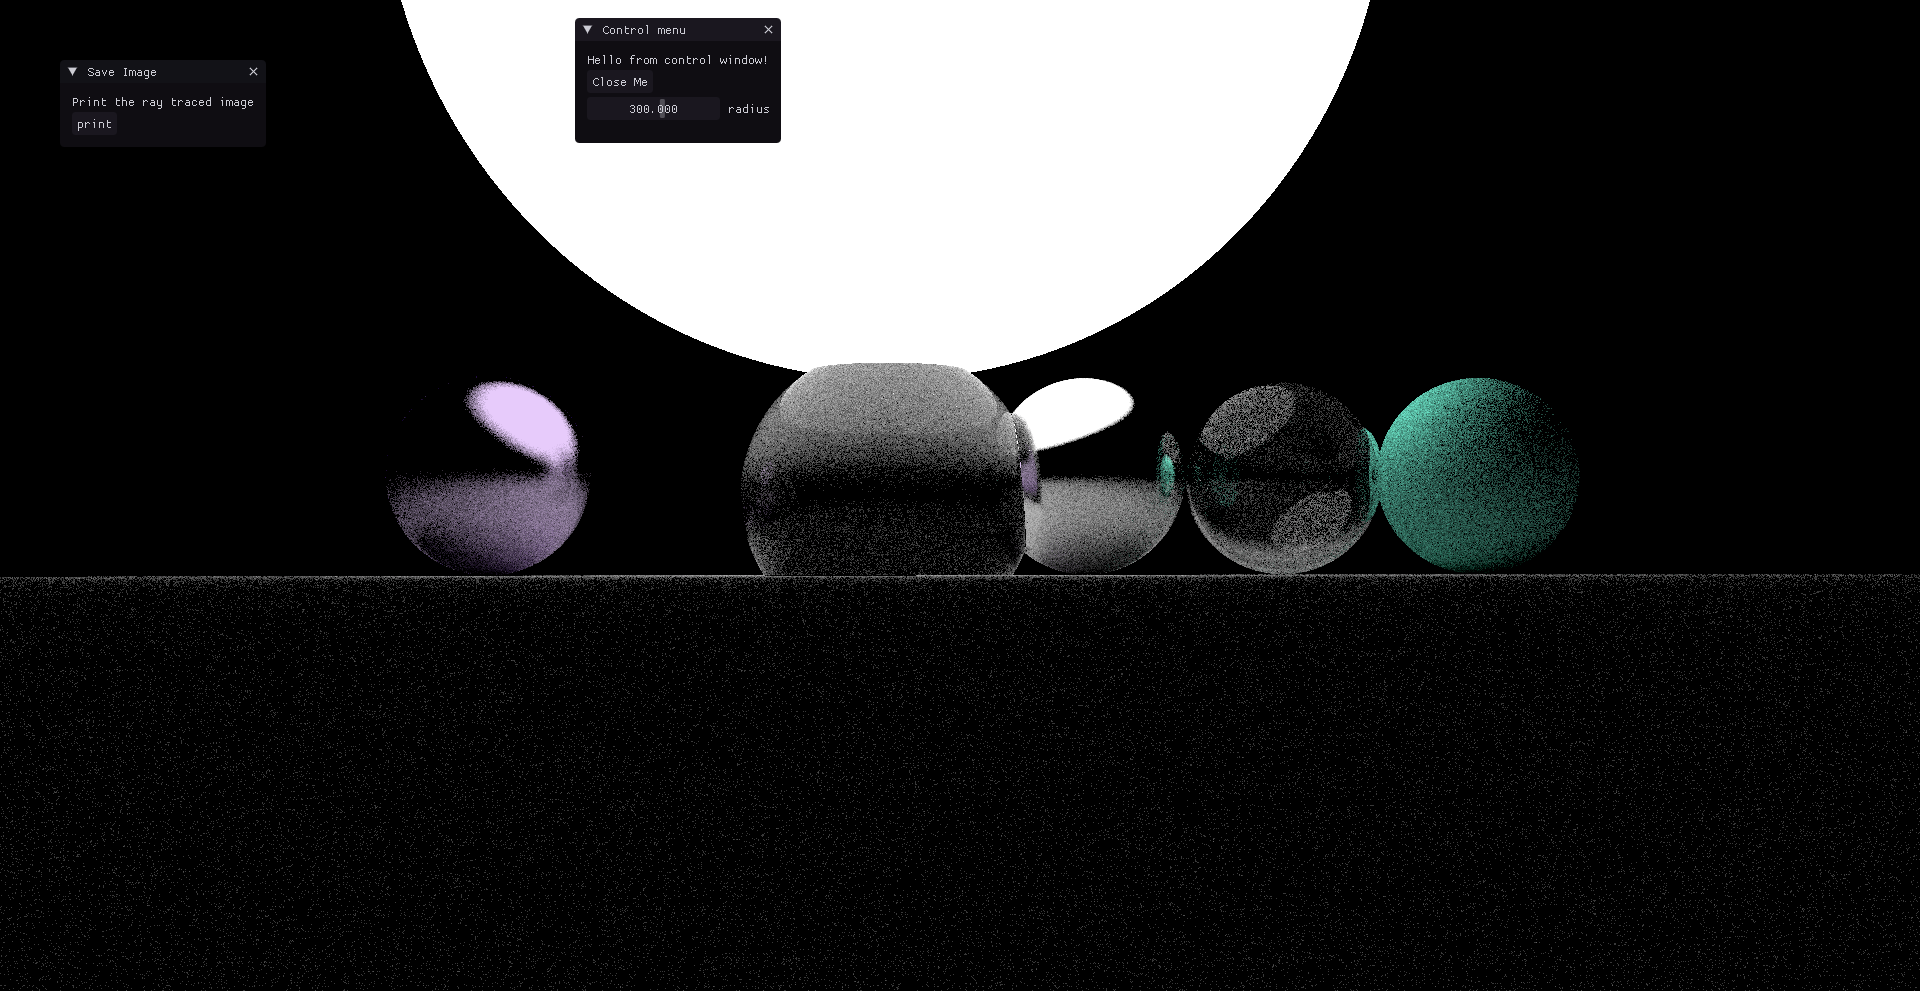 Save Image
Print the ray traced image
print
Control menu
Hello from control window!
Close Me
300.000 radius